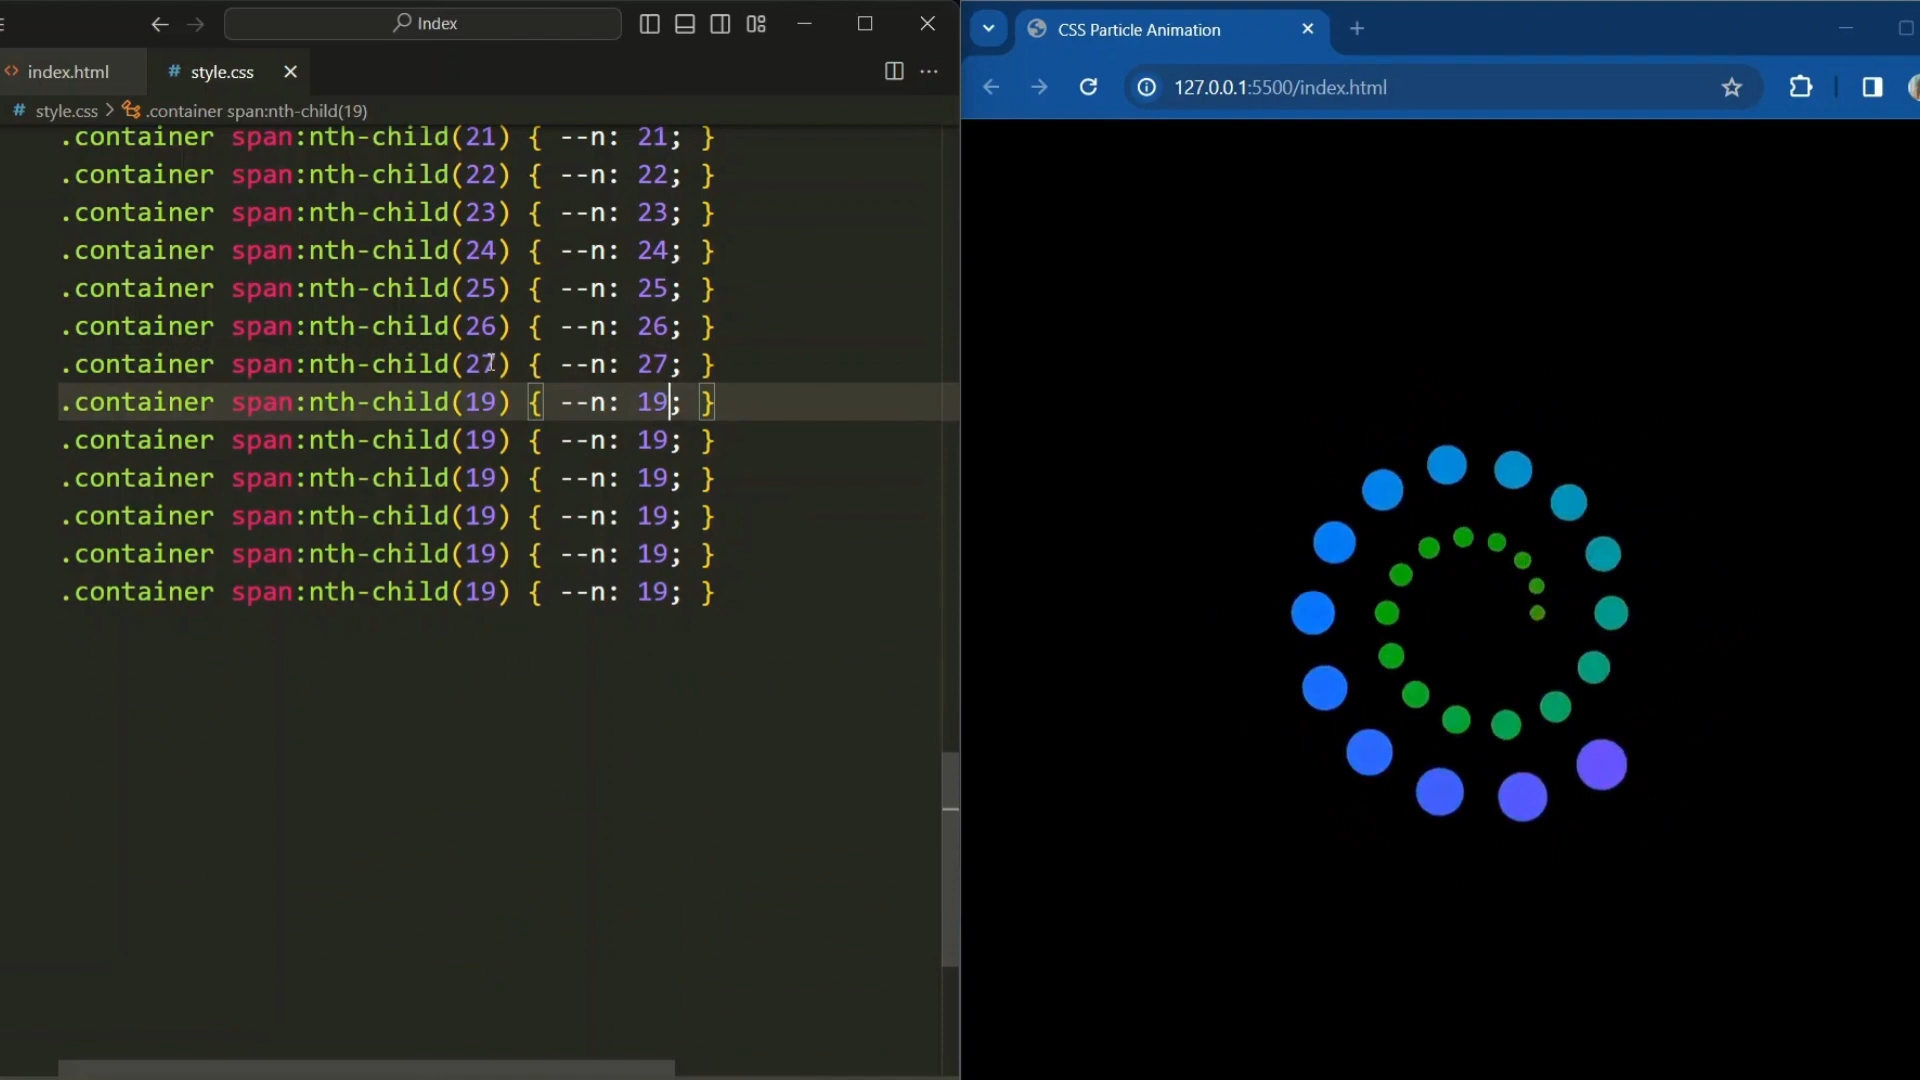 Index
index.html
# style.css
# style.css > .container span:nth-child(19)
.container span:nth-child(21) { --n: 21; }
.container span:nth-child(22) { --n: 22; }
.container span:nth-child(23) { --n: 23; }
.container span:nth-child(24) { --n: 24; }
.container span:nth-child(25) { --n: 25; }
.container span:nth-child(26) { --n: 26; }
.container span:nth-child(27) { --n: 27; }
.container span:nth-child(19) { --n: 19; }
.container span:nth-child(19) { --n: 19; }
.container span:nth-child(19) { --n: 19; }
.container span:nth-child(19) { --n: 19; }
.container span:nth-child(19) { --n: 19; }
.container span:nth-child(19) { --n: 19; }
CSS Particle Animation
127.0.0.1:5500/index.html